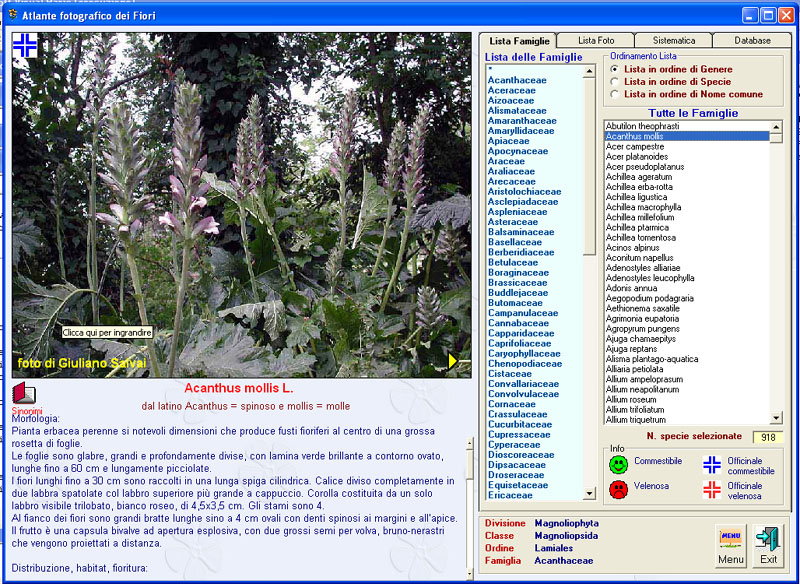 Atlante fotografico dei Fiori
Clicca qui per ingrandire
foto di Giuliano Salvai
Sinonimi
Acanthus mollis L.
dal latino Acanthus = spinoso e mollis = molle
Morfologia:
Pianta erbacea perenne si notevoli dimensioni che produce fusti fioriferi al centro di una grossa
rosetta di foglie.
Le foglie sono glabre, grandi e profondamente divise, con lamina verde brillante a contorno ovato,
lunghe fino a 60 cm e lungamente picciolate.
I fiori lunghi fino a 30 cm sono raccolti in una lunga spiga cilindrica. Calice diviso completamente in
due labbra spatolate col labbro superiore più grande a cappuccio. Corolla costituita da un solo
labbro visibile trilobato, bianco roseo, di 4,5x3,5 cm. Gli stami sono 4.
Al fianco dei fiori sono grandi bratte lunghe sino a 4 cm ovali con denti spinosi ai margini e all'apice.
Il frutto è una capsula bivalve ad apertura esplosiva, con due grossi semi per volva, bruno-nerastri
che vengono proiettati a distanza.
Distribuzione, habitat, fioritura:
Lista Famiglie
Lista Foto
Sistematica
Database
Lista delle Famiglie
*
Acanthaceae
Aceraceae
Aizoaceae
Alismataceae
Amaranthaceae
Amaryllidaceae
Apiaceae
Apocynaceae
Araceae
Araliaceae
Arecaceae
Aristolochiaceae
Asclepiadaceae
Aspleniaceae
Asteraceae
Balsaminaceae
Basellaceae
Berberidiaceae
Betulaceae
Boraginaceae
Brassicaceae
Buddlejaceae
Butomaceae
Campanulaceae
Cannabaceae
Capparidaceae
Caprifoliaceae
Caryophyllaceae
Chenopodiaceae
Cistaceae
Convallariaceae
Convolvulaceae
Cornaceae
Crassulaceae
Cucurbitaceae
Cupressaceae
Cyperaceae
Dioscoreaceae
Dipsacaceae
Droseraceae
Equisetaceae
Ericaceae
Ordinamento Lista
Lista in ordine di Genere
Lista in ordine di Specie
Lista in ordine di Nome comune
Tutte le Famiglie
Abutilon theophrasti
Acanthus mollis
Acer campestre
Acer platanoides
Acer pseudoplatanus
Achillea ageratum
Achillea erba-rotta
Achillea ligustica
Achillea macrophylla
Achillea millefolium
Achillea ptarmica
Achillea tomentosa
Acinos alpinus
Aconitum napellus
Adenostyles alliariae
Adenostyles leucophylla
Adonis annua
Aegopodium podagraria
Aethionema saxatile
Agrimonia eupatoria
Agropyrum pungens
Ajuga chamaepitys
Ajuga reptans
Alisma plantago-aquatica
Alliaria petiolata
Allium ampeloprasum
Allium neapolitanum
Allium roseum
Allium trifoliatum
Allium triquetrum
N. specie selezionate 918
Info
Commestibile
Officinale
commestibile
Velenosa
Officinale
velenosa
Divisione Magnoliophyta
Classe Magnoliopsida
Ordine Lamiales
Famiglia Acanthaceae
MENU
Menu
Exit